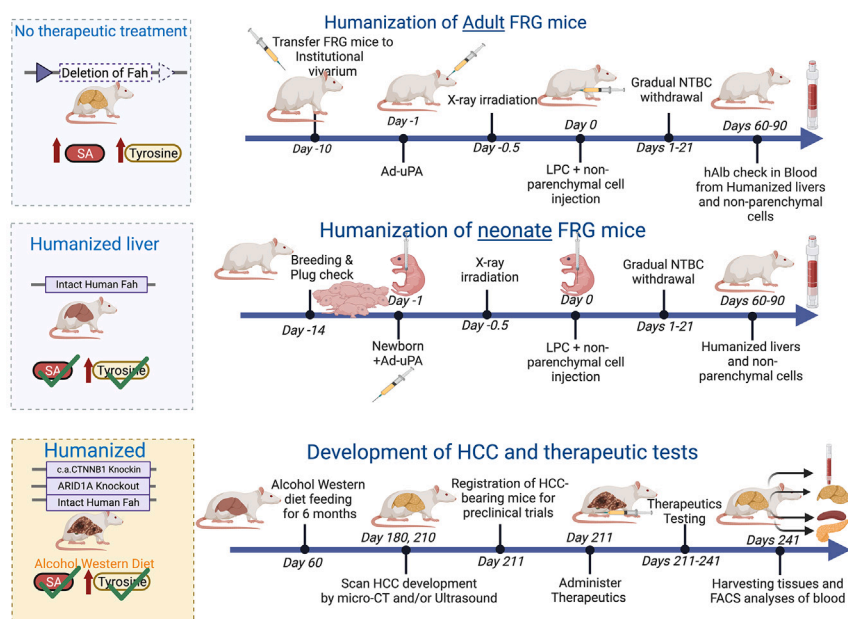 No therapeutic treatment
Deletion of Fah
SA
Tyrosine
Humanization of Adult FRG mice
Transfer FRG mice to
Institutional
vivarium
Day -10
Day -1
Ad-uPA
X-ray irradiation
Day -0.5
Day 0
LPC + non-
parenchymal cell
injection
Gradual NTBC
withdrawal
Days 1-21
Days 60-90
hAlb check in Blood
from Humanized livers
and non-parenchymal
cells
Humanized liver
Intact Human Fah
SA
Tyrosine
Humanization of neonate FRG mice
Breeding &
Plug check
Day -14
Day -1
Newborn
+Ad-uPA
X-ray
irradiation
Day -0.5
Day 0
LPC + non-
parenchymal cell
injection
Gradual NTBC
withdrawal
Days 1-21
Days 60-90
Humanized livers
and non-
parenchymal cells
Humanized
c.a.CTNNB1 Knockin
ARID1A Knockout
Intact Human Fah
Alcohol Western Diet
SA
Tyrosine
Development of HCC and therapeutic tests
Alcohol Western
diet feeding
for 6 months
Day 60
Day 180, 210
Scan HCC development
by micro-CT and/or Ultrasound
Registration of HCC-
bearing mice for
preclinical trials
Day 211
Day 211
Administer
Therapeutics
Therapeutics
Testing
Days 211-241
Days 241
Harvesting tissues and
FACS analyses of blood